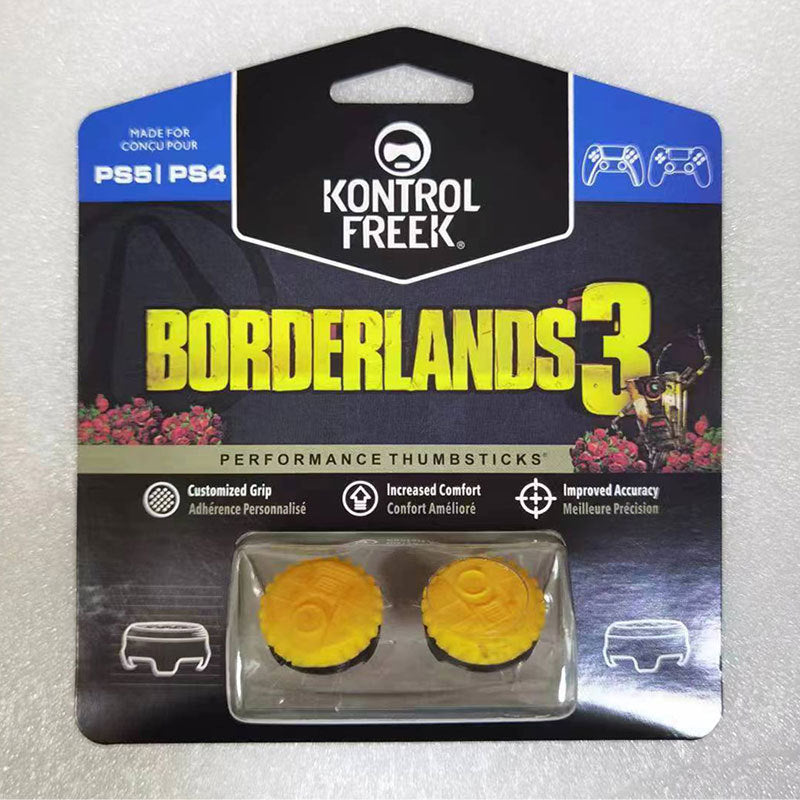 MADE FOR
CONÇU POUR
PS5 | PS4
KONTROL
FREEK®
BORDERLANDS 3
PERFORMANCE THUMBSTICKS®
Customized Grip
Adhérence Personnalisé
Increased Comfort
Confort Amélioré
Improved Accuracy
Meilleure Précision